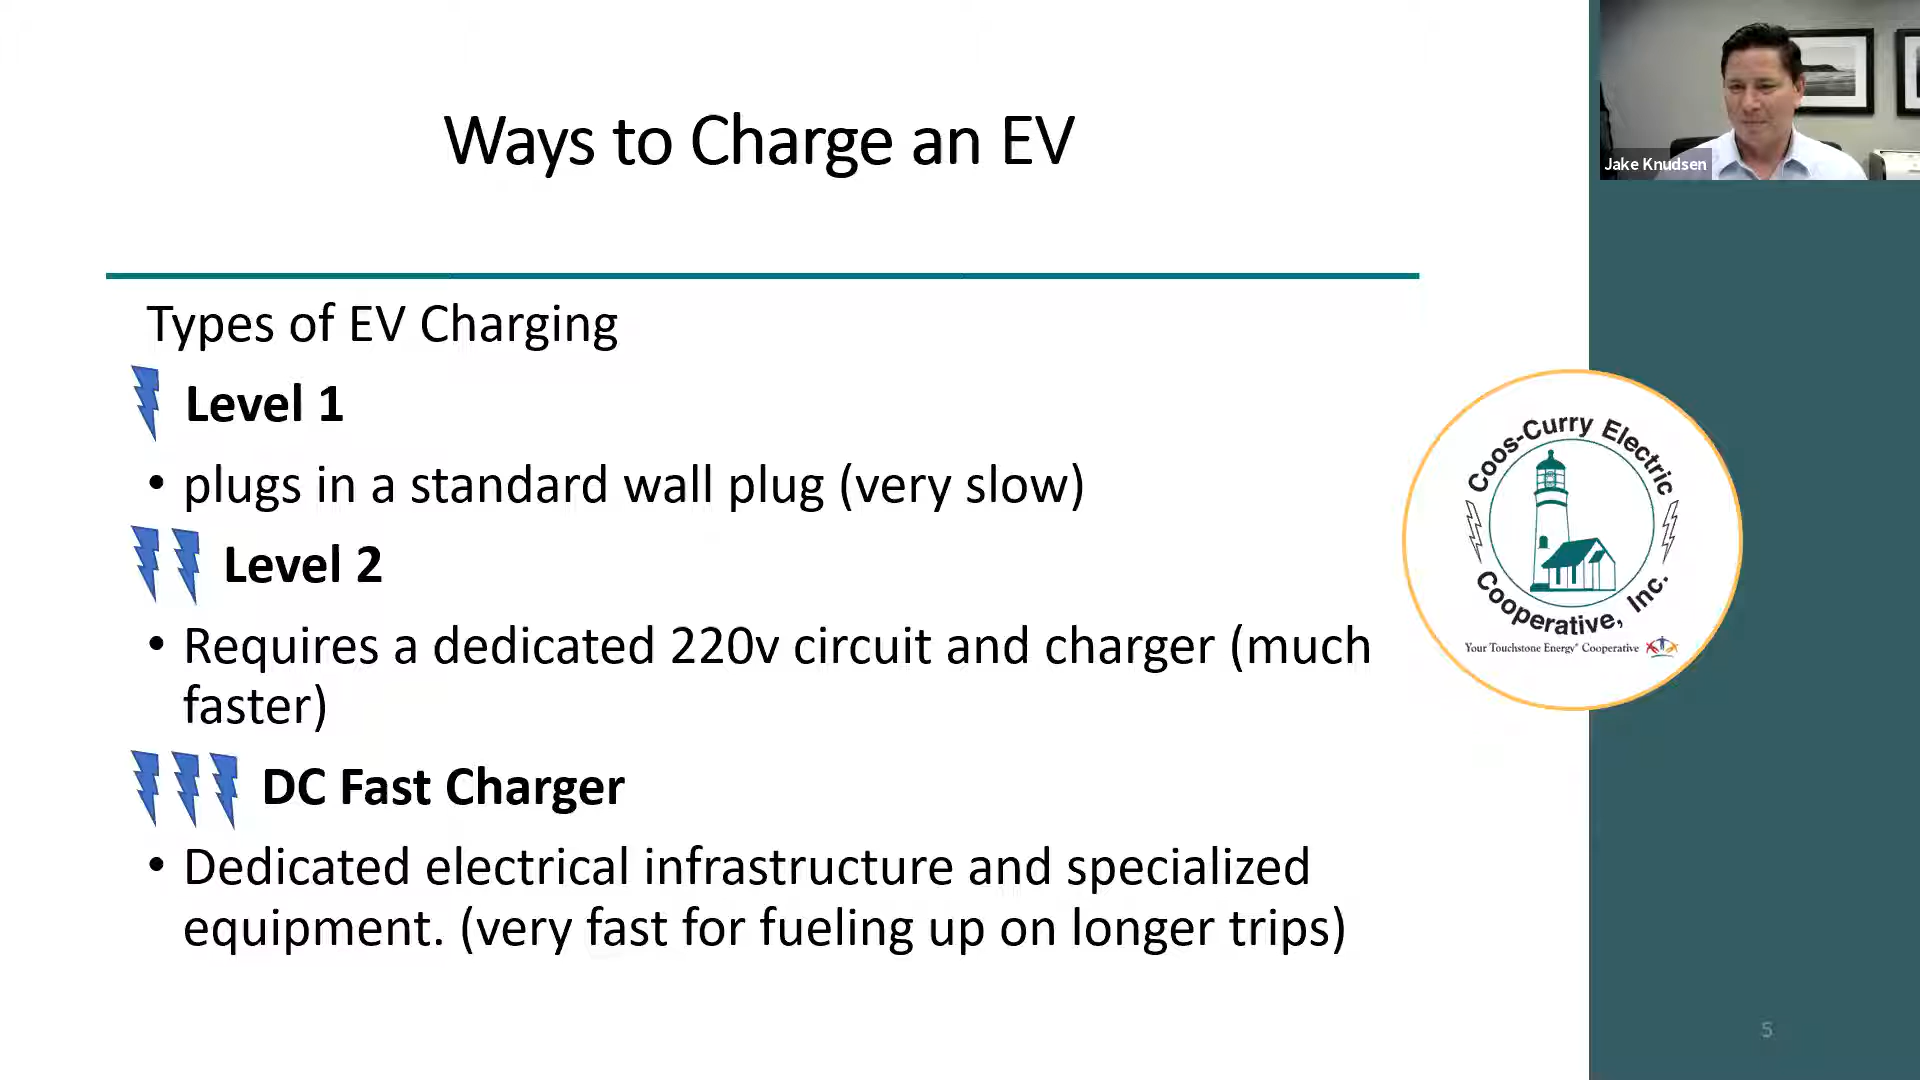 Ways to Charge an EV
Jake Knudsen
Types of EV Charging
Level 1
• plugs in a standard wall plug (very slow)
Level 2
• Requires a dedicated 220v circuit and charger (much
faster)
DC Fast Charger
• Dedicated electrical infrastructure and specialized
equipment. (very fast for fueling up on longer trips)
Coos-Curry Electric
Cooperative, Inc.
Your Touchstone Energy® Cooperative
5